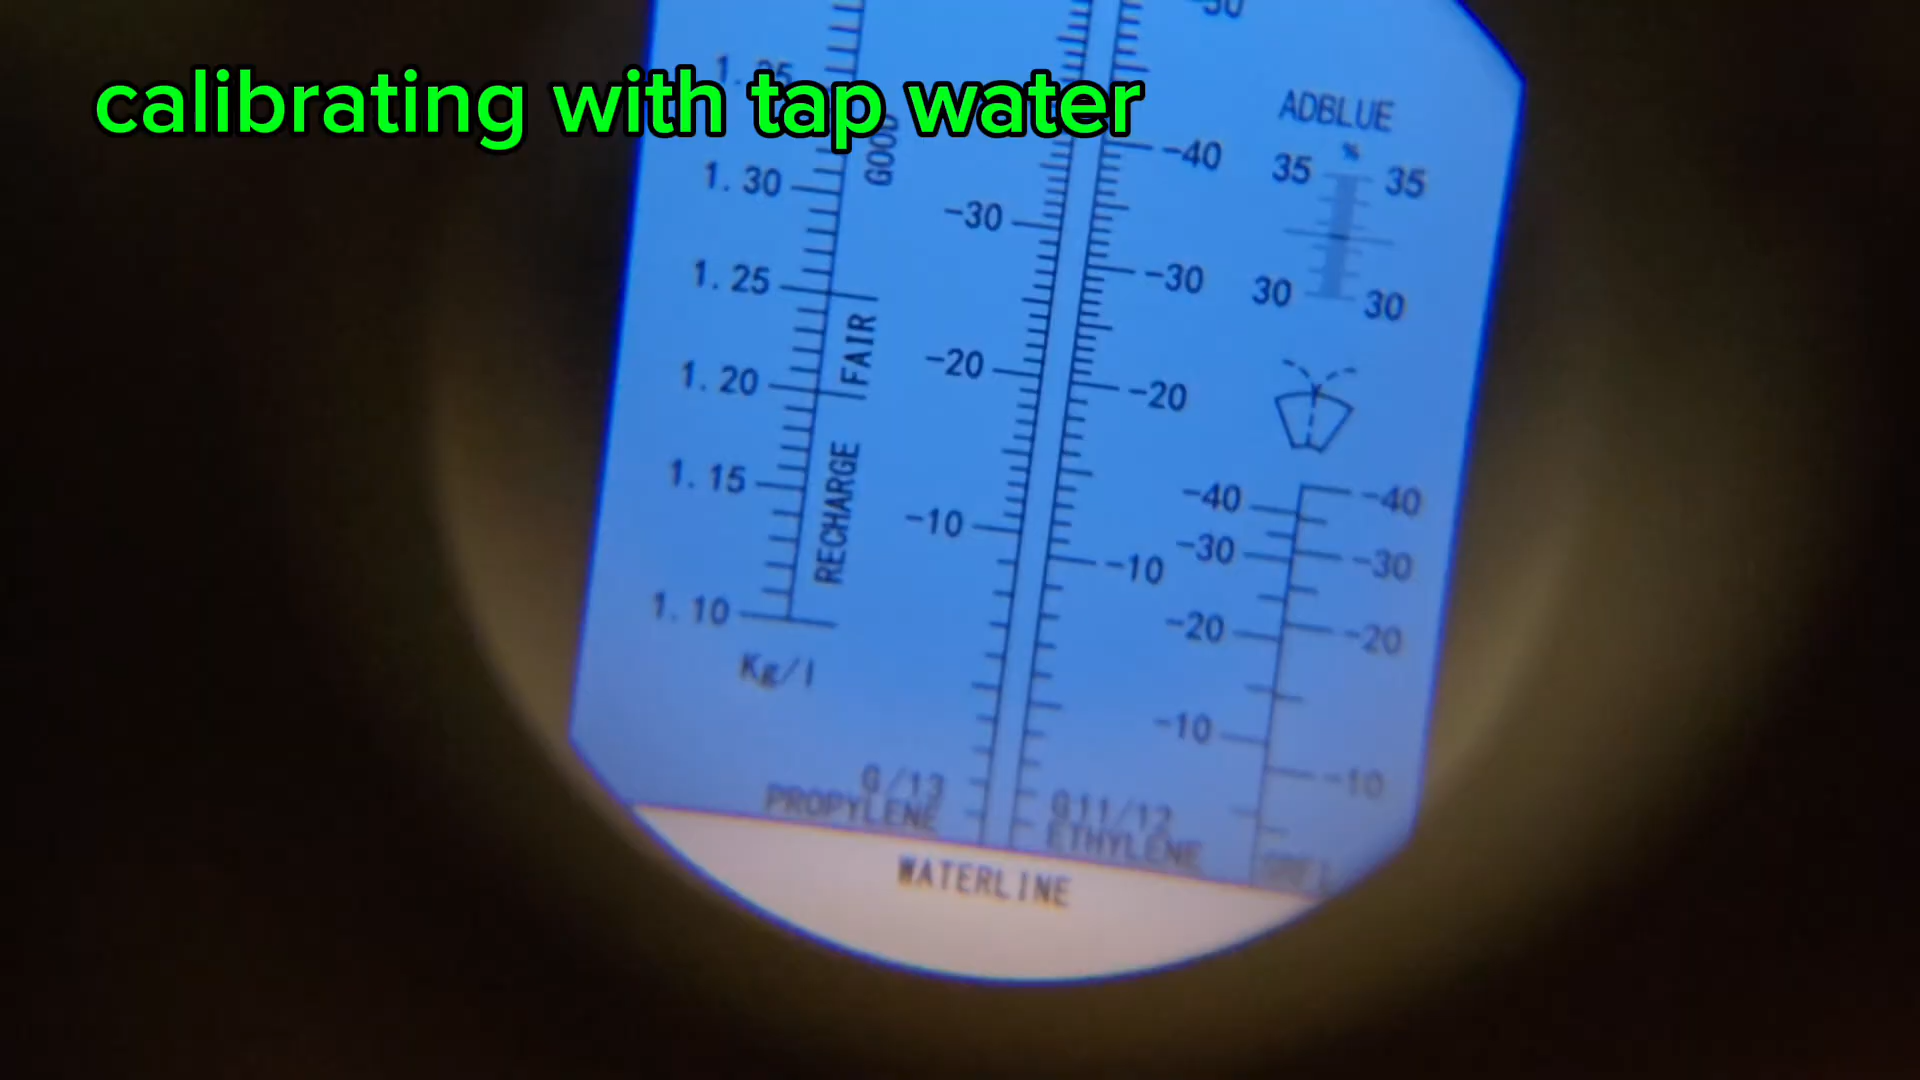 calibrating with tap water
-50
ADBLUE
%
35 35
30 30
GOOD
1.30
1.25
FAIR
1.20
1.15
RECHARGE
1.10
Kg/l
-30
-20
-10
-40
-30
-20
-10
-40 -40
-30 -30
-20 -20
-10 -10
G/13
PROPYLENE
G11/12
ETHYLENE
WATERLINE